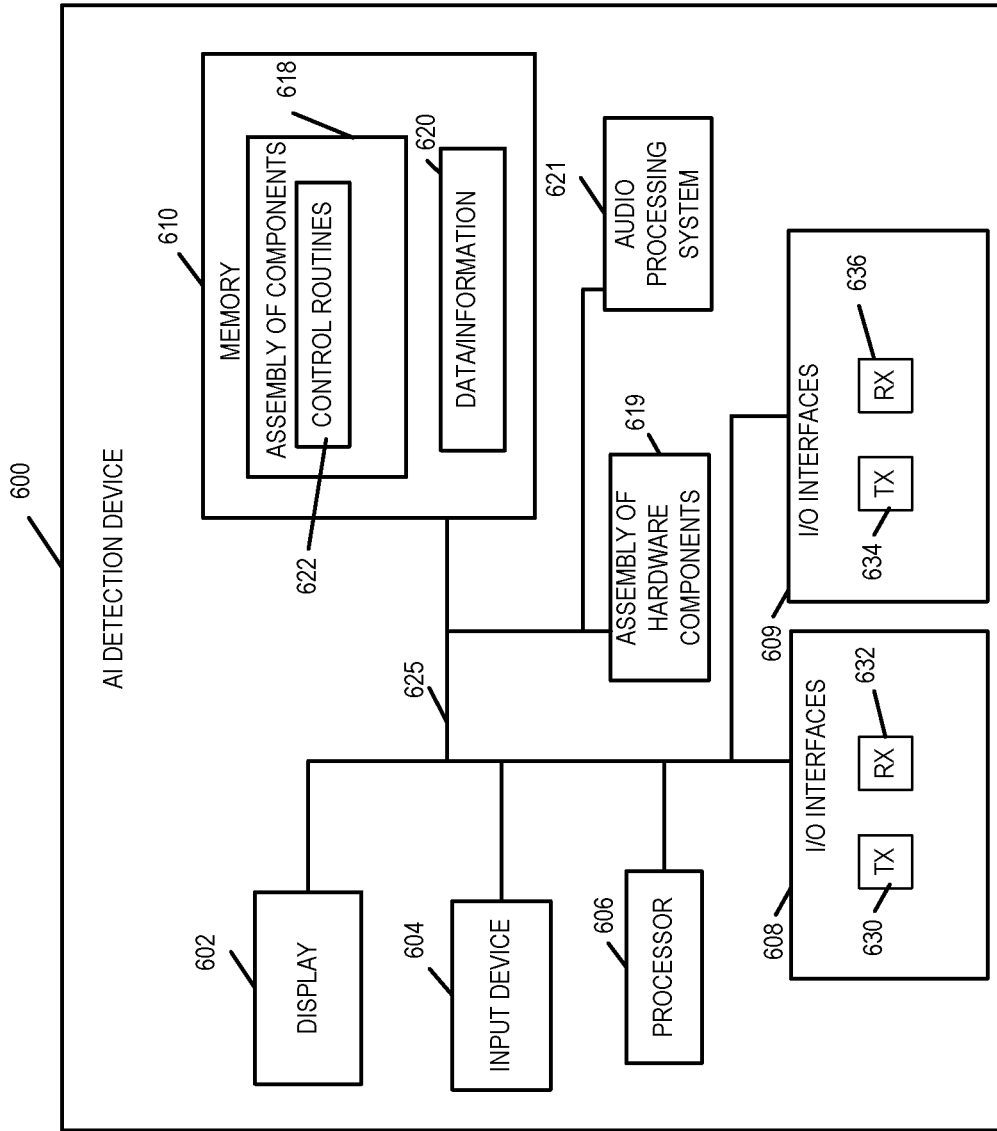 600
AI DETECTION DEVICE
602
DISPLAY
604
INPUT DEVICE
606
PROCESSOR
608
I/O INTERFACES
TX
RX
630
632
625
610
MEMORY
ASSEMBLY OF COMPONENTS
618
CONTROL ROUTINES
622
620
DATA/INFORMATION
619
ASSEMBLY OF
HARDWARE
COMPONENTS
621
AUDIO
PROCESSING
SYSTEM
609
I/O INTERFACES
TX
RX
634
636